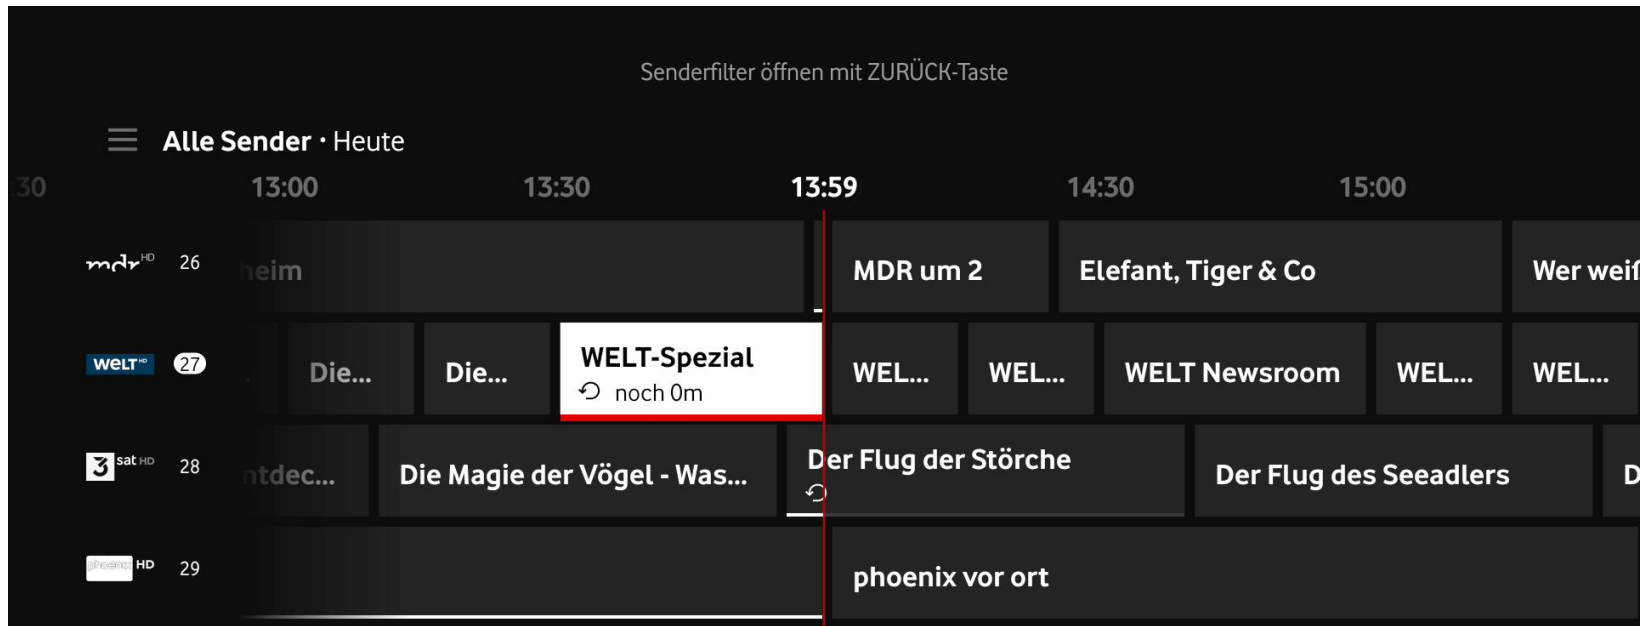 Senderfilter öffnen mit ZURÜCK-Taste
Alle Sender · Heute
30 13:00 13:30 13:59 14:30 15:00
mdr HD 26 heim MDR um 2 Elefant, Tiger & Co Wer weiß
WELT HD 27 Die... Die... WELT-Spezial WEL... WEL... WELT Newsroom WEL... WEL...
noch 0m
3sat HD 28 ntdec... Die Magie der Vögel - Was... Der Flug der Störche Der Flug des Seeadlers D
phoenix HD 29 phoenix vor ort